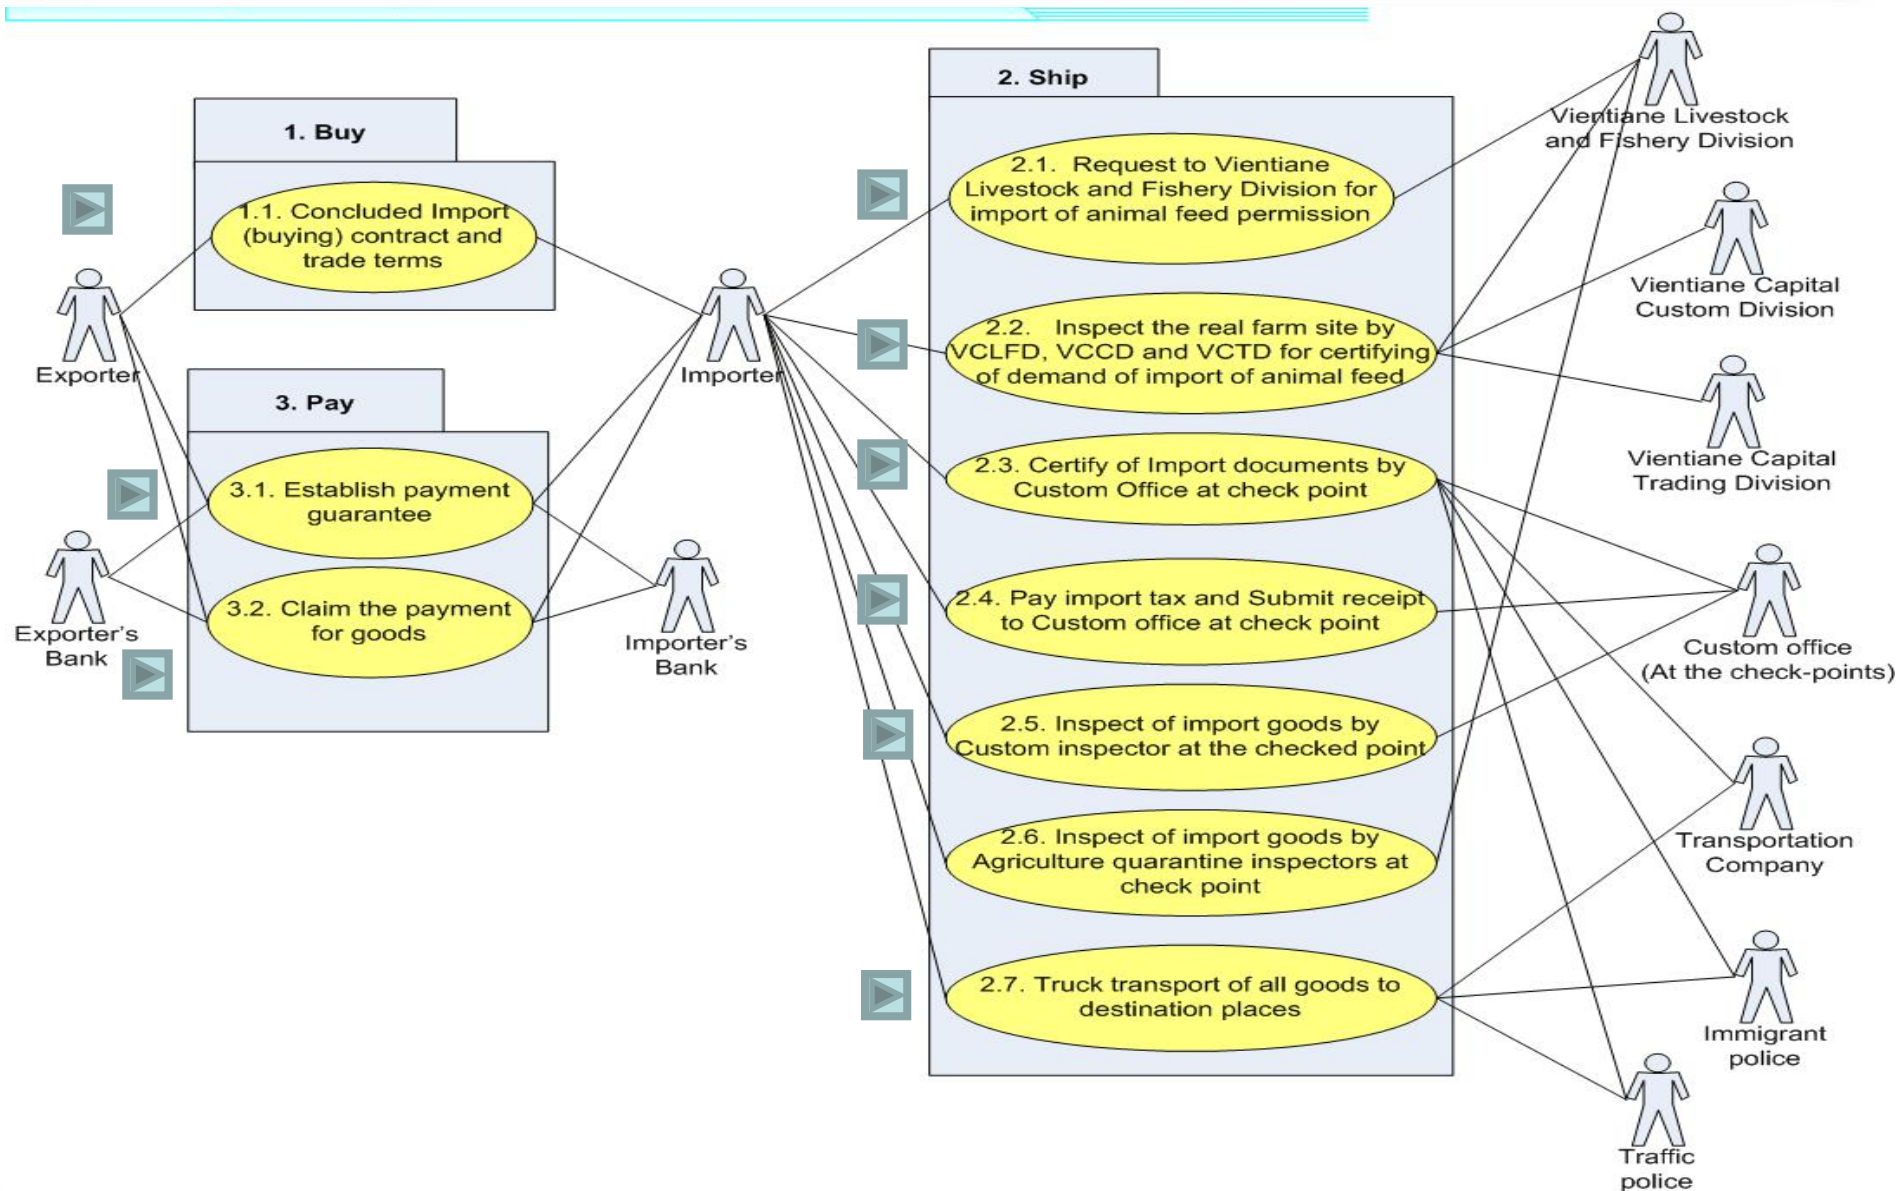 1. Buy
1.1. Concluded Import
(buying) contract and
trade terms
Exporter
3. Pay
3.1. Establish payment
guarantee
3.2. Claim the payment
for goods
Exporter's
Bank
Importer
Importer's
Bank
2. Ship
2.1. Request to Vientiane
Livestock and Fishery Division for
import of animal feed permission
2.2. Inspect the real farm site by
VCLFD, VCCD and VCTD for certifying
of demand of import of animal feed
2.3. Certify of Import documents by
Custom Office at check point
2.4. Pay import tax and Submit receipt
to Custom office at check point
2.5. Inspect of import goods by
Custom inspector at the checked point
2.6. Inspect of import goods by
Agriculture quarantine inspectors at
check point
2.7. Truck transport of all goods to
destination places
Vientiane Livestock
and Fishery Division
Vientiane Capital
Custom Division
Vientiane Capital
Trading Division
Custom office
(At the check-points)
Transportation
Company
Immigrant
police
Traffic
police